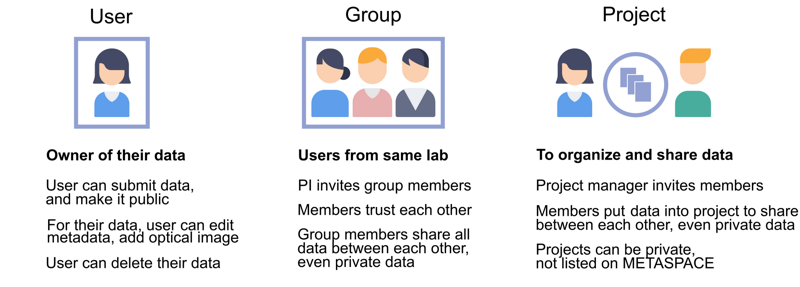 User
Group
Project
Owner of their data
User can submit data,
and make it public
For their data, user can edit
metadata, add optical image
User can delete their data
Users from same lab
PI invites group members
Members trust each other
Group members share all
data between each other,
even private data
To organize and share data
Project manager invites members
Members put data into project to share
between each other, even private data
Projects can be private,
not listed on METASPACE